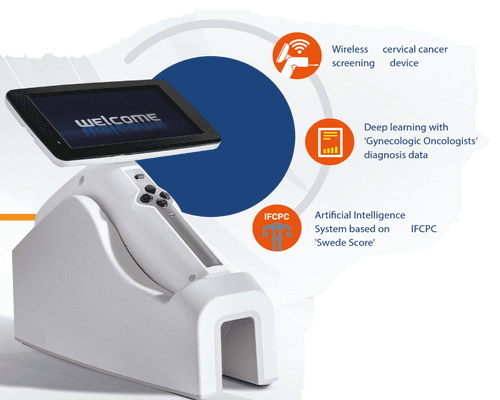 welcome
Wireless cervical cancer
screening device
Deep learning with
'Gynecologic Oncologists'
diagnosis data
IFCPC
Artificial Intelligence
System based on IFCPC
'Swede Score'